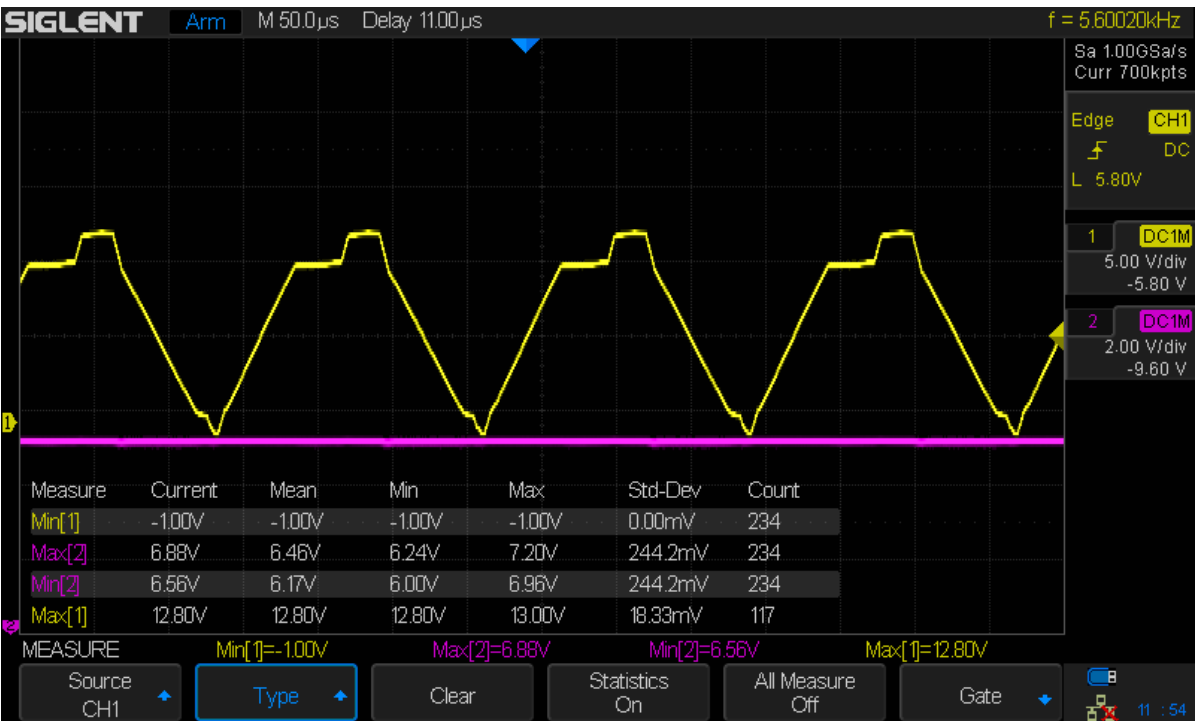 SIGLENT Arm M 50.0µs Delay 11.00µs f = 5.60020kHz
Sa 1.00GSa/s
Curr 700kpts
Edge CH1
DC
L 5.80V
1 DC1M
5.00 V/div
-5.80 V
2 DC1M
2.00 V/div
-9.60 V
1
Measure Current Mean Min Max Std-Dev Count
Min[1] -1.00V -1.00V -1.00V -1.00V 0.00mV 234
Max[2] 6.88V 6.46V 6.24V 7.20V 244.2mV 234
Min[2] 6.56V 6.17V 6.00V 6.96V 244.2mV 234
Max[1] 12.80V 12.80V 12.80V 13.00V 18.33mV 117
2
MEASURE Min[1]=-1.00V Max[2]=6.88V Min[2]=6.56V Max[1]=12.80V
Source
CH1
Type
Clear
Statistics
On
All Measure
Off
Gate
11 : 54